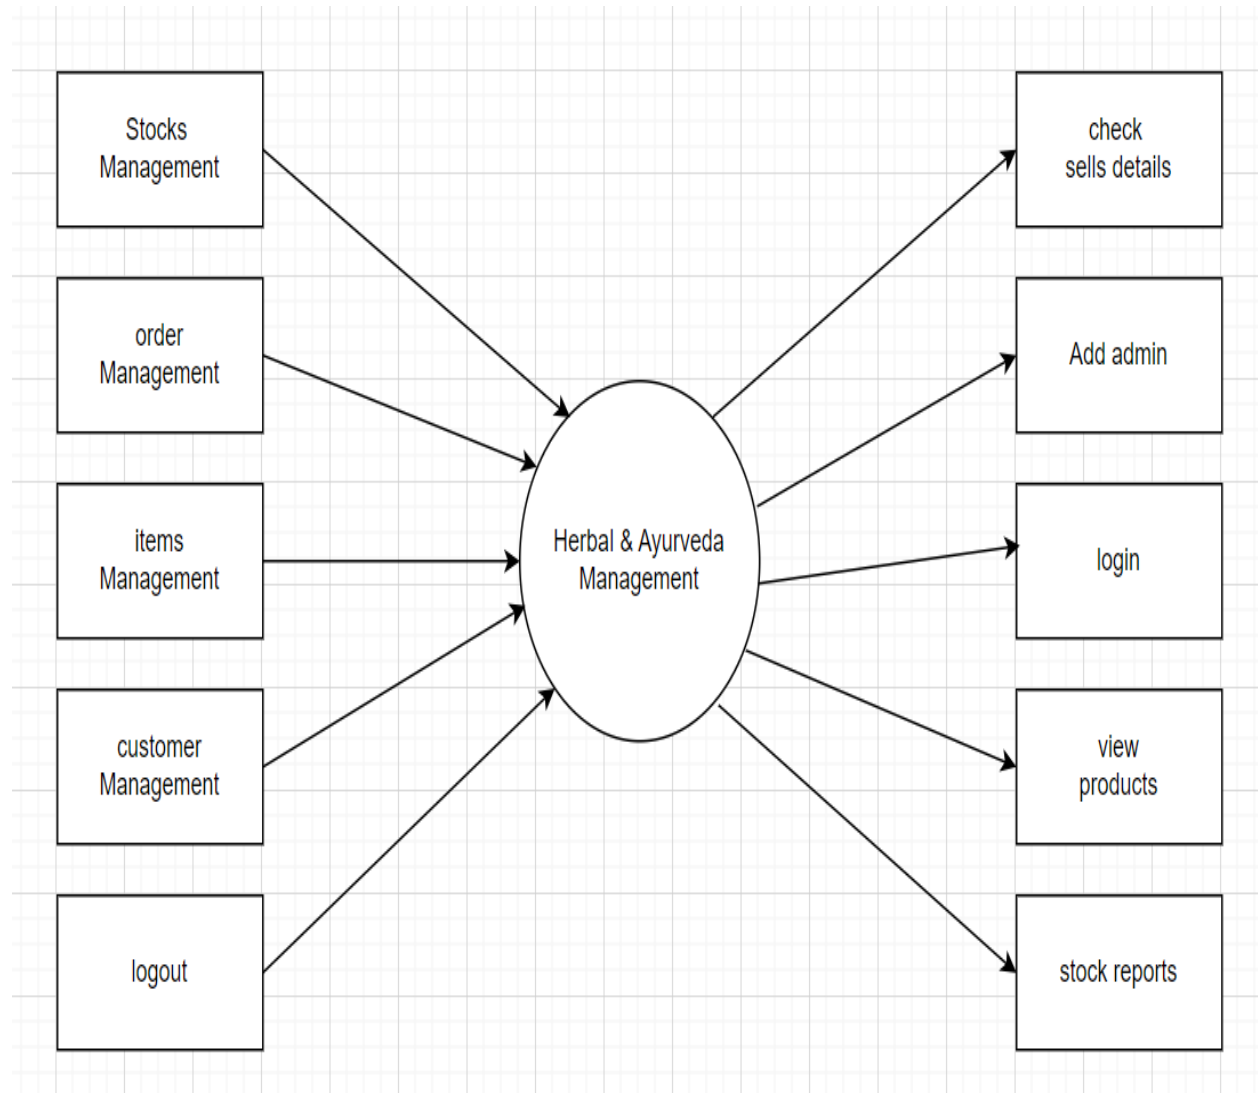 Stocks
Management
order
Management
items
Management
customer
Management
logout
Herbal & Ayurveda
Management
check
sells details
Add admin
login
view
products
stock reports